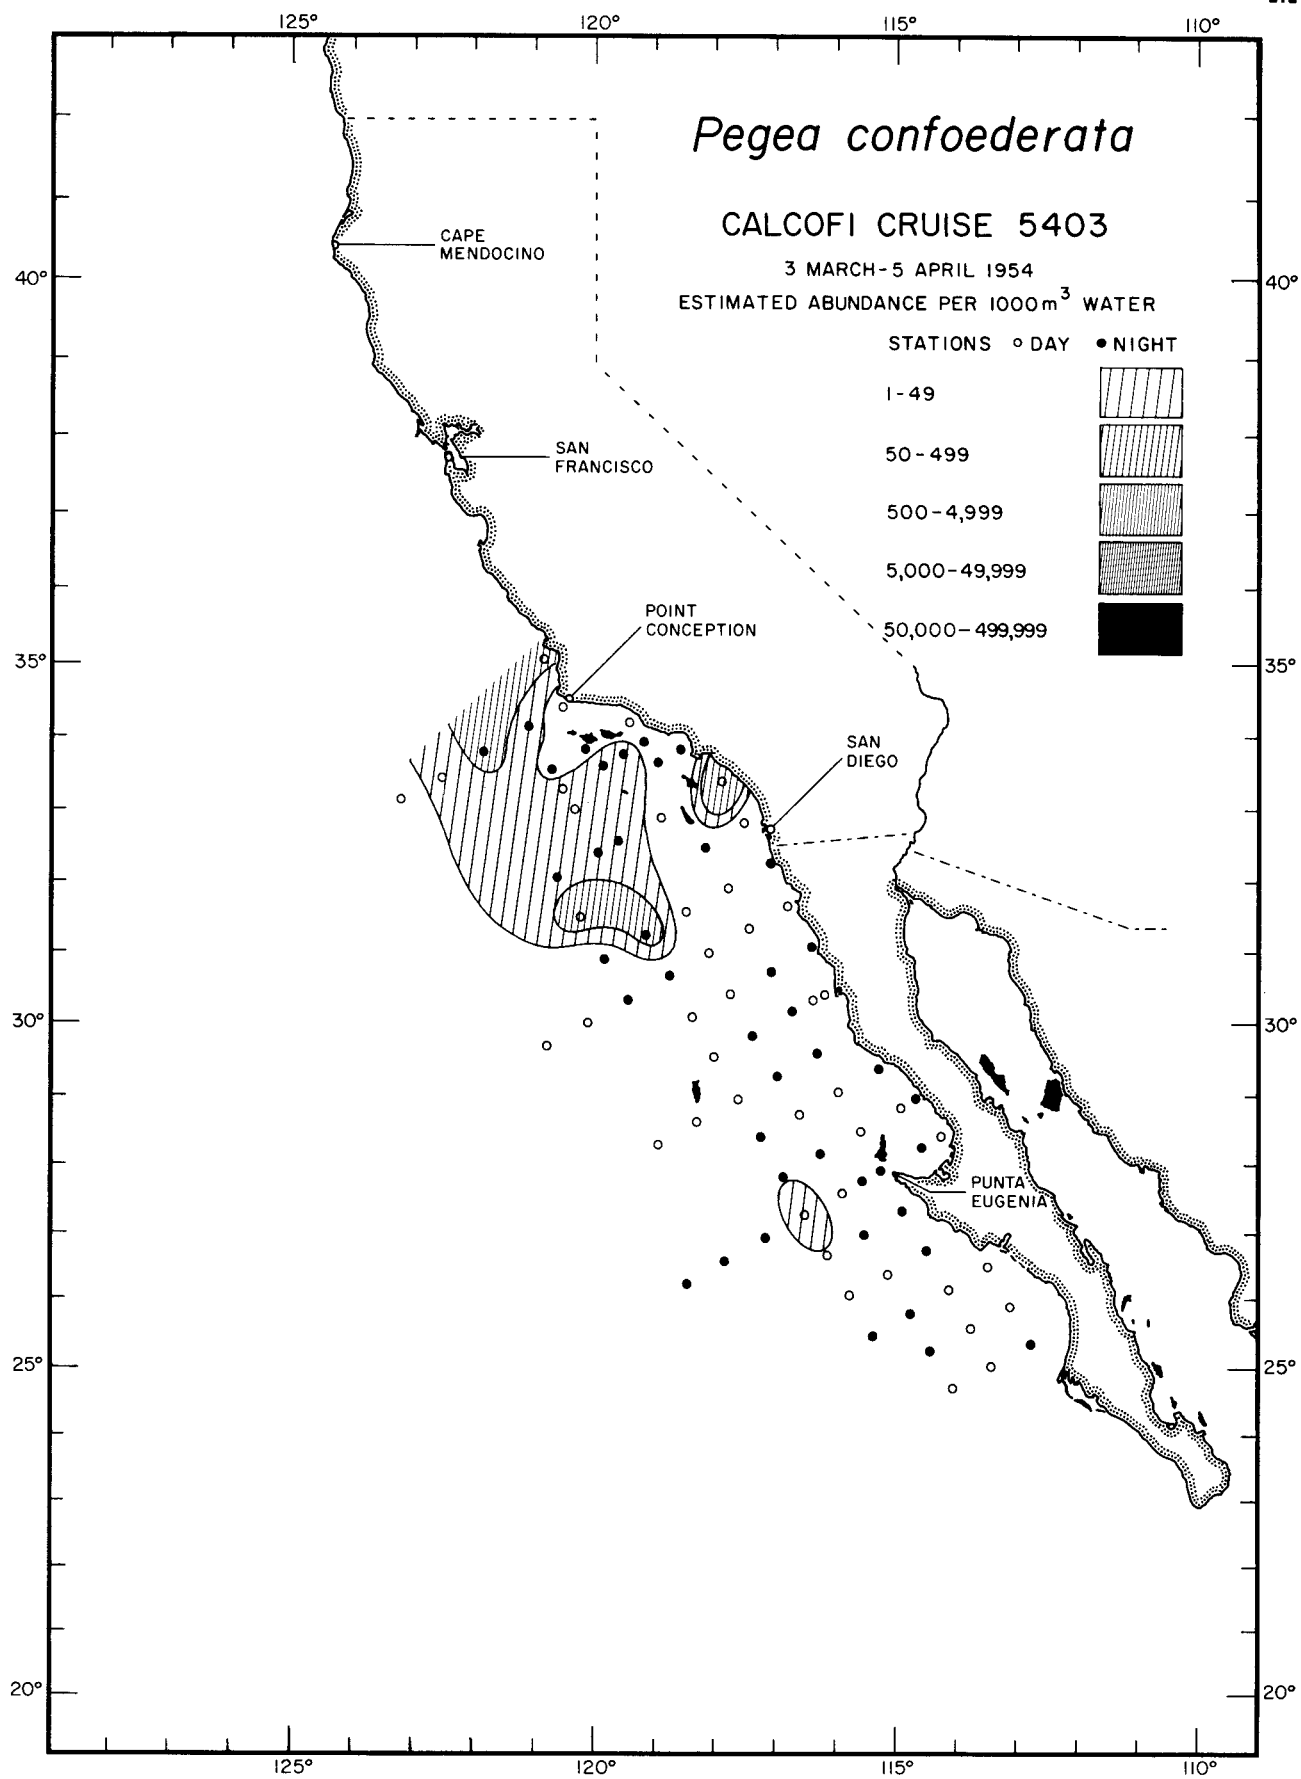 125° 120° 115° 110°
Pegea confoederata
CALCOFI CRUISE 5403
3 MARCH-5 APRIL 1954
ESTIMATED ABUNDANCE PER 1000m³ WATER
STATIONS ○ DAY ● NIGHT
1-49
50-499
500-4,999
5,000-49,999
50,000-499,999
CAPE
MENDOCINO
40° 40°
SAN
FRANCISCO
POINT
CONCEPTION
35° 35°
SAN
DIEGO
30° 30°
PUNTA
EUGENIA
25° 25°
20° 20°
125° 120° 115° 110°